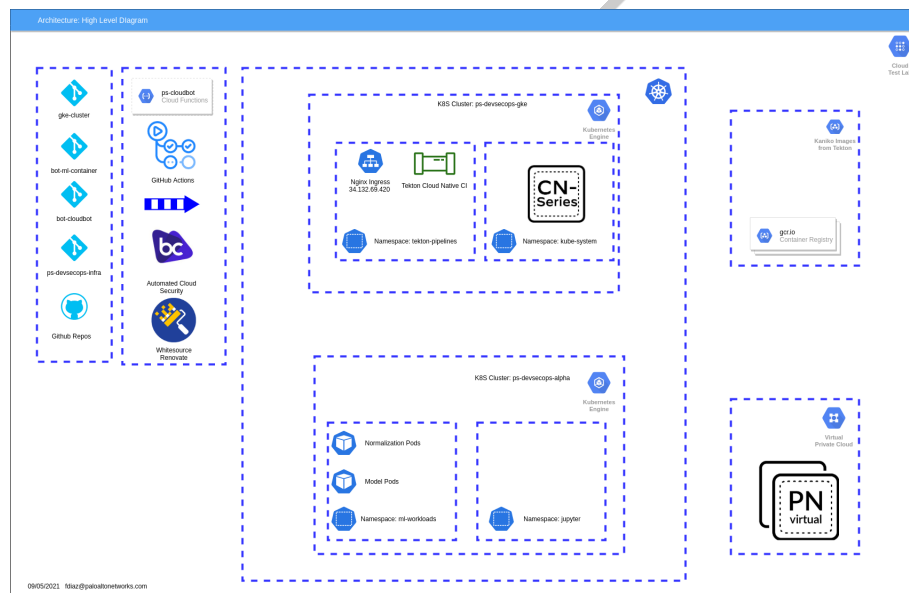 Architecture: High Level Diagram
Cloud
Test La
gke-cluster
bot-ml-container
bot-cloudbot
ps-devsecops-infra
Github Repos
ps-cloudbot
Cloud Functions
GitHub Actions
bc
Automated Cloud
Security
Whitesource
Renovate
K8S Cluster: ps-devsecops-gke
Kubernetes
Engine
Nginx Ingress
34.132.69.420
Tekton Cloud Native CI
Namespace: tekton-pipelines
CN-
Series
Namespace: kube-system
K8S Cluster: ps-devsecops-alpha
Kubernetes
Engine
Normalization Pods
Model Pods
Namespace: ml-workloads
Namespace: jupyter
Kaniko Images
from Tekton
gcr.io
Container Registry
Virtual
Private Cloud
PN
virtual
09/05/2021 fdiaz@paloaltonetworks.com